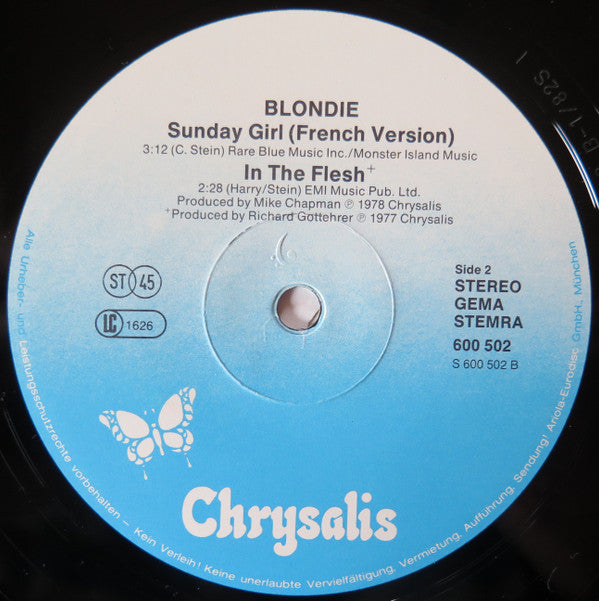 BLONDIE
Sunday Girl (French Version)
3:12 (C. Stein) Rare Blue Music Inc./Monster Island Music
In The Flesh+
2:28 (Harry/Stein) EMI Music Pub. Ltd.
Produced by Mike Chapman ℗ 1978 Chrysalis
+Produced by Richard Gottehrer ℗ 1977 Chrysalis
ST 45
LC 1626
Side 2
STEREO
GEMA
STEMRA
600 502
S 600 502 B
Chrysalis
Alle Urheber- und Leistungsschutzrechte vorbehalten – Kein Verleih! Keine unerlaubte Vervielfältigung, Vermietung, Aufführung, Sendung! Ariola-Eurodisc GmbH, München
B-1/82S